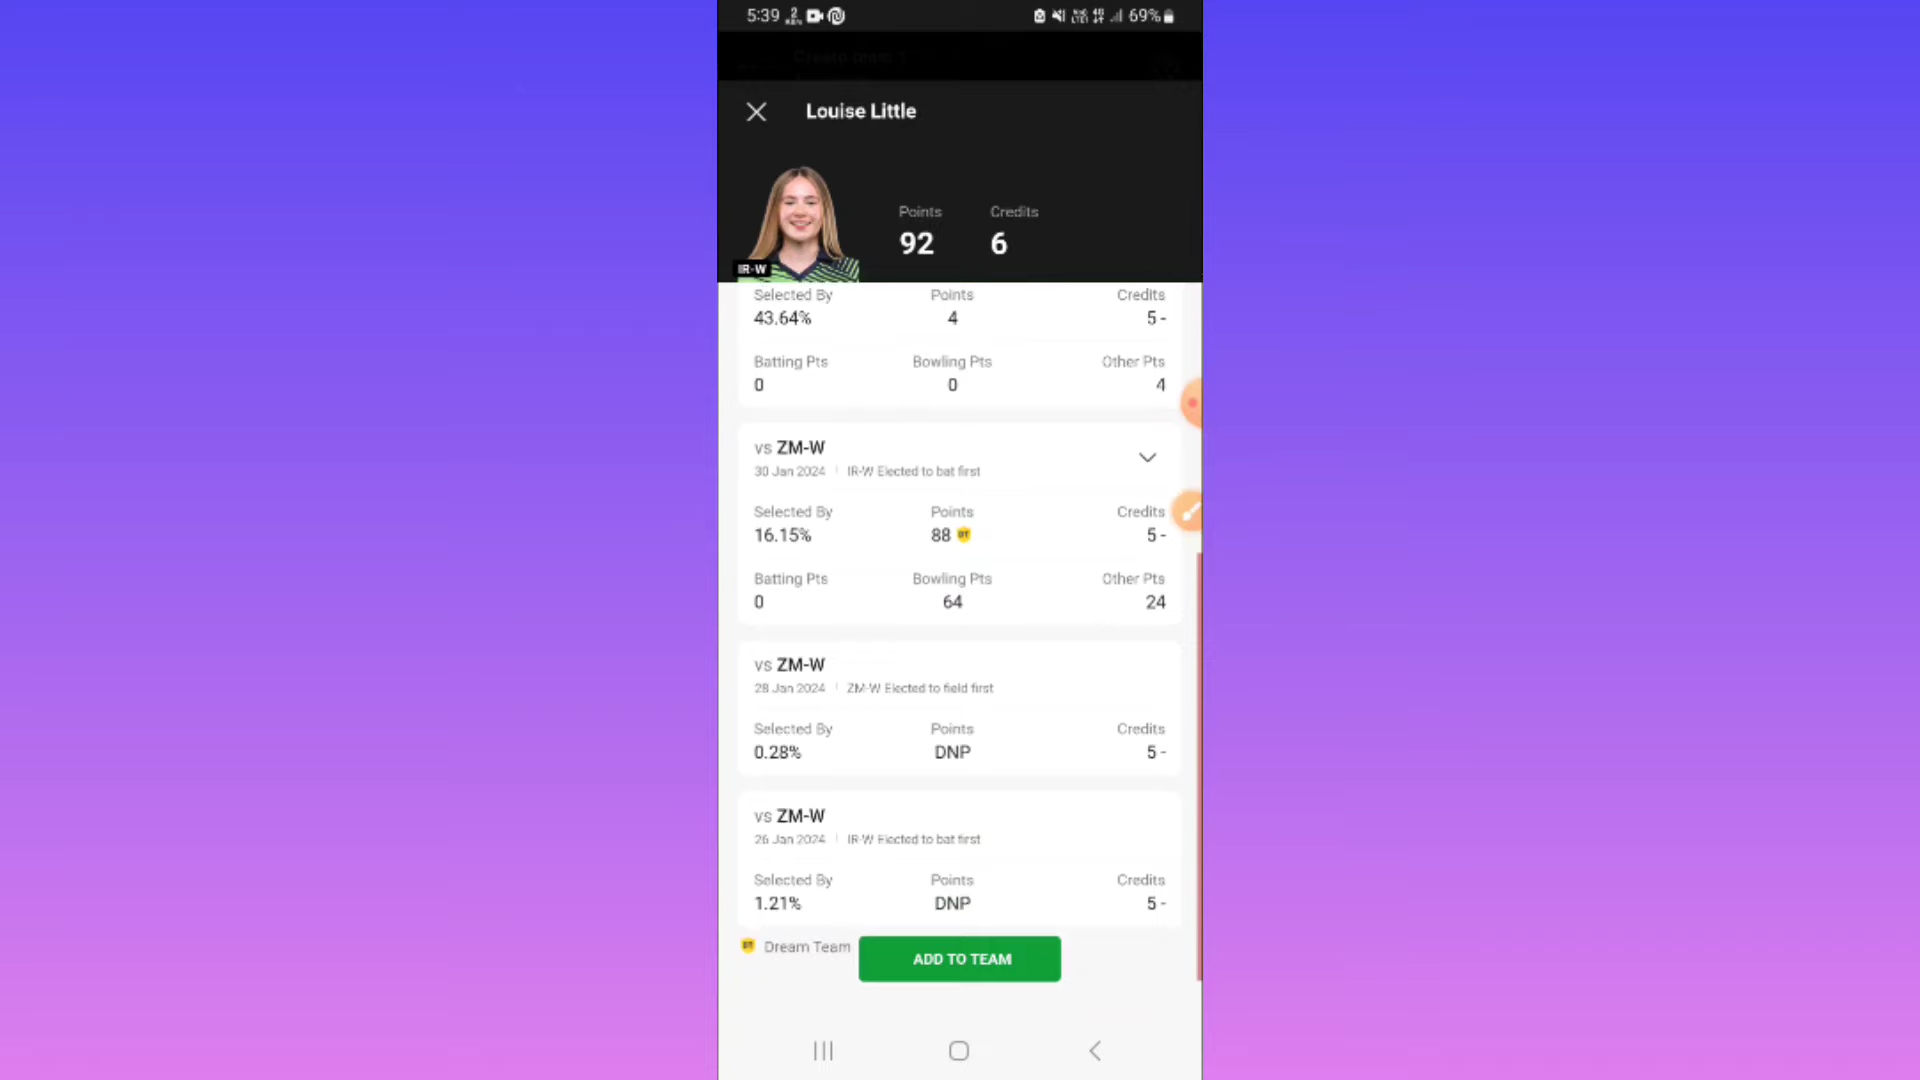 5:39 69%
Louise Little
Points Credits
92 6
IR-W
Selected By Points Credits
43.64% 4 5 -
Batting Pts Bowling Pts Other Pts
0 0 4
vs ZM-W
30 Jan 2024 IR-W Elected to bat first
Selected By Points Credits
16.15% 88 DT 5 -
Batting Pts Bowling Pts Other Pts
0 64 24
vs ZM-W
28 Jan 2024 ZM-W Elected to field first
Selected By Points Credits
0.28% DNP 5 -
vs ZM-W
26 Jan 2024 IR-W Elected to bat first
Selected By Points Credits
1.21% DNP 5 -
DT Dream Team ADD TO TEAM